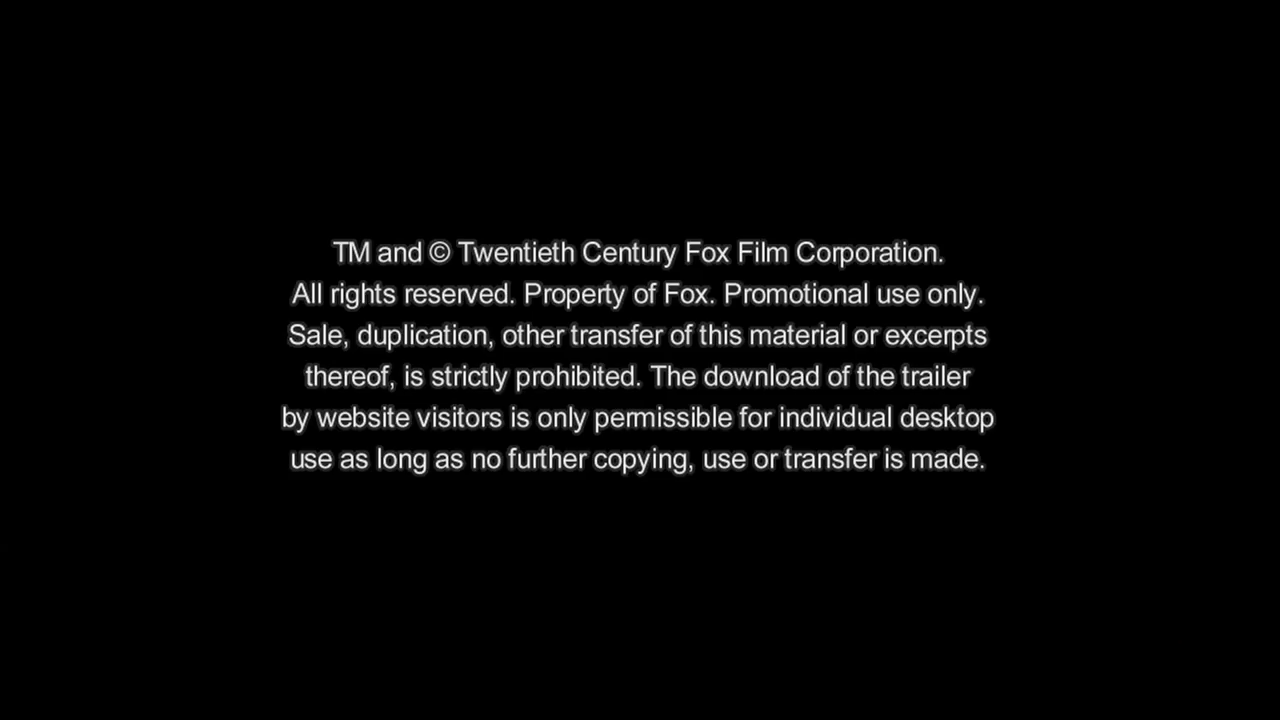 TM and © Twentieth Century Fox Film Corporation.
All rights reserved. Property of Fox. Promotional use only.
Sale, duplication, other transfer of this material or excerpts
thereof, is strictly prohibited. The download of the trailer
by website visitors is only permissible for individual desktop
use as long as no further copying, use or transfer is made.